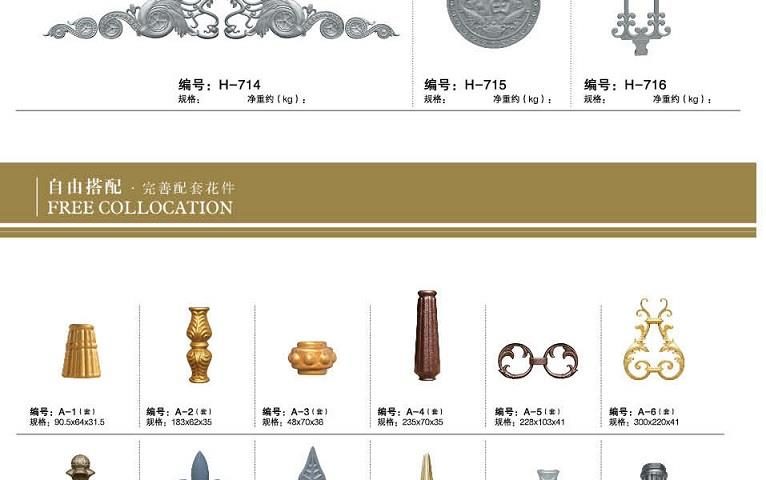 编号：H-714
规格： 净重约（kg）：
编号：H-715
规格： 净重约（kg）：
编号：H-716
规格： 净重约（kg）：
自由搭配 · 完善配套花件
FREE COLLOCATION
编号：A-1（套）
规格：90.5x64x31.5
编号：A-2（套）
规格：183x62x35
编号：A-3（套）
规格：48x70x36
编号：A-4（套）
规格：235x70x35
编号：A-5（套）
规格：228x103x41
编号：A-6（套）
规格：300x220x41